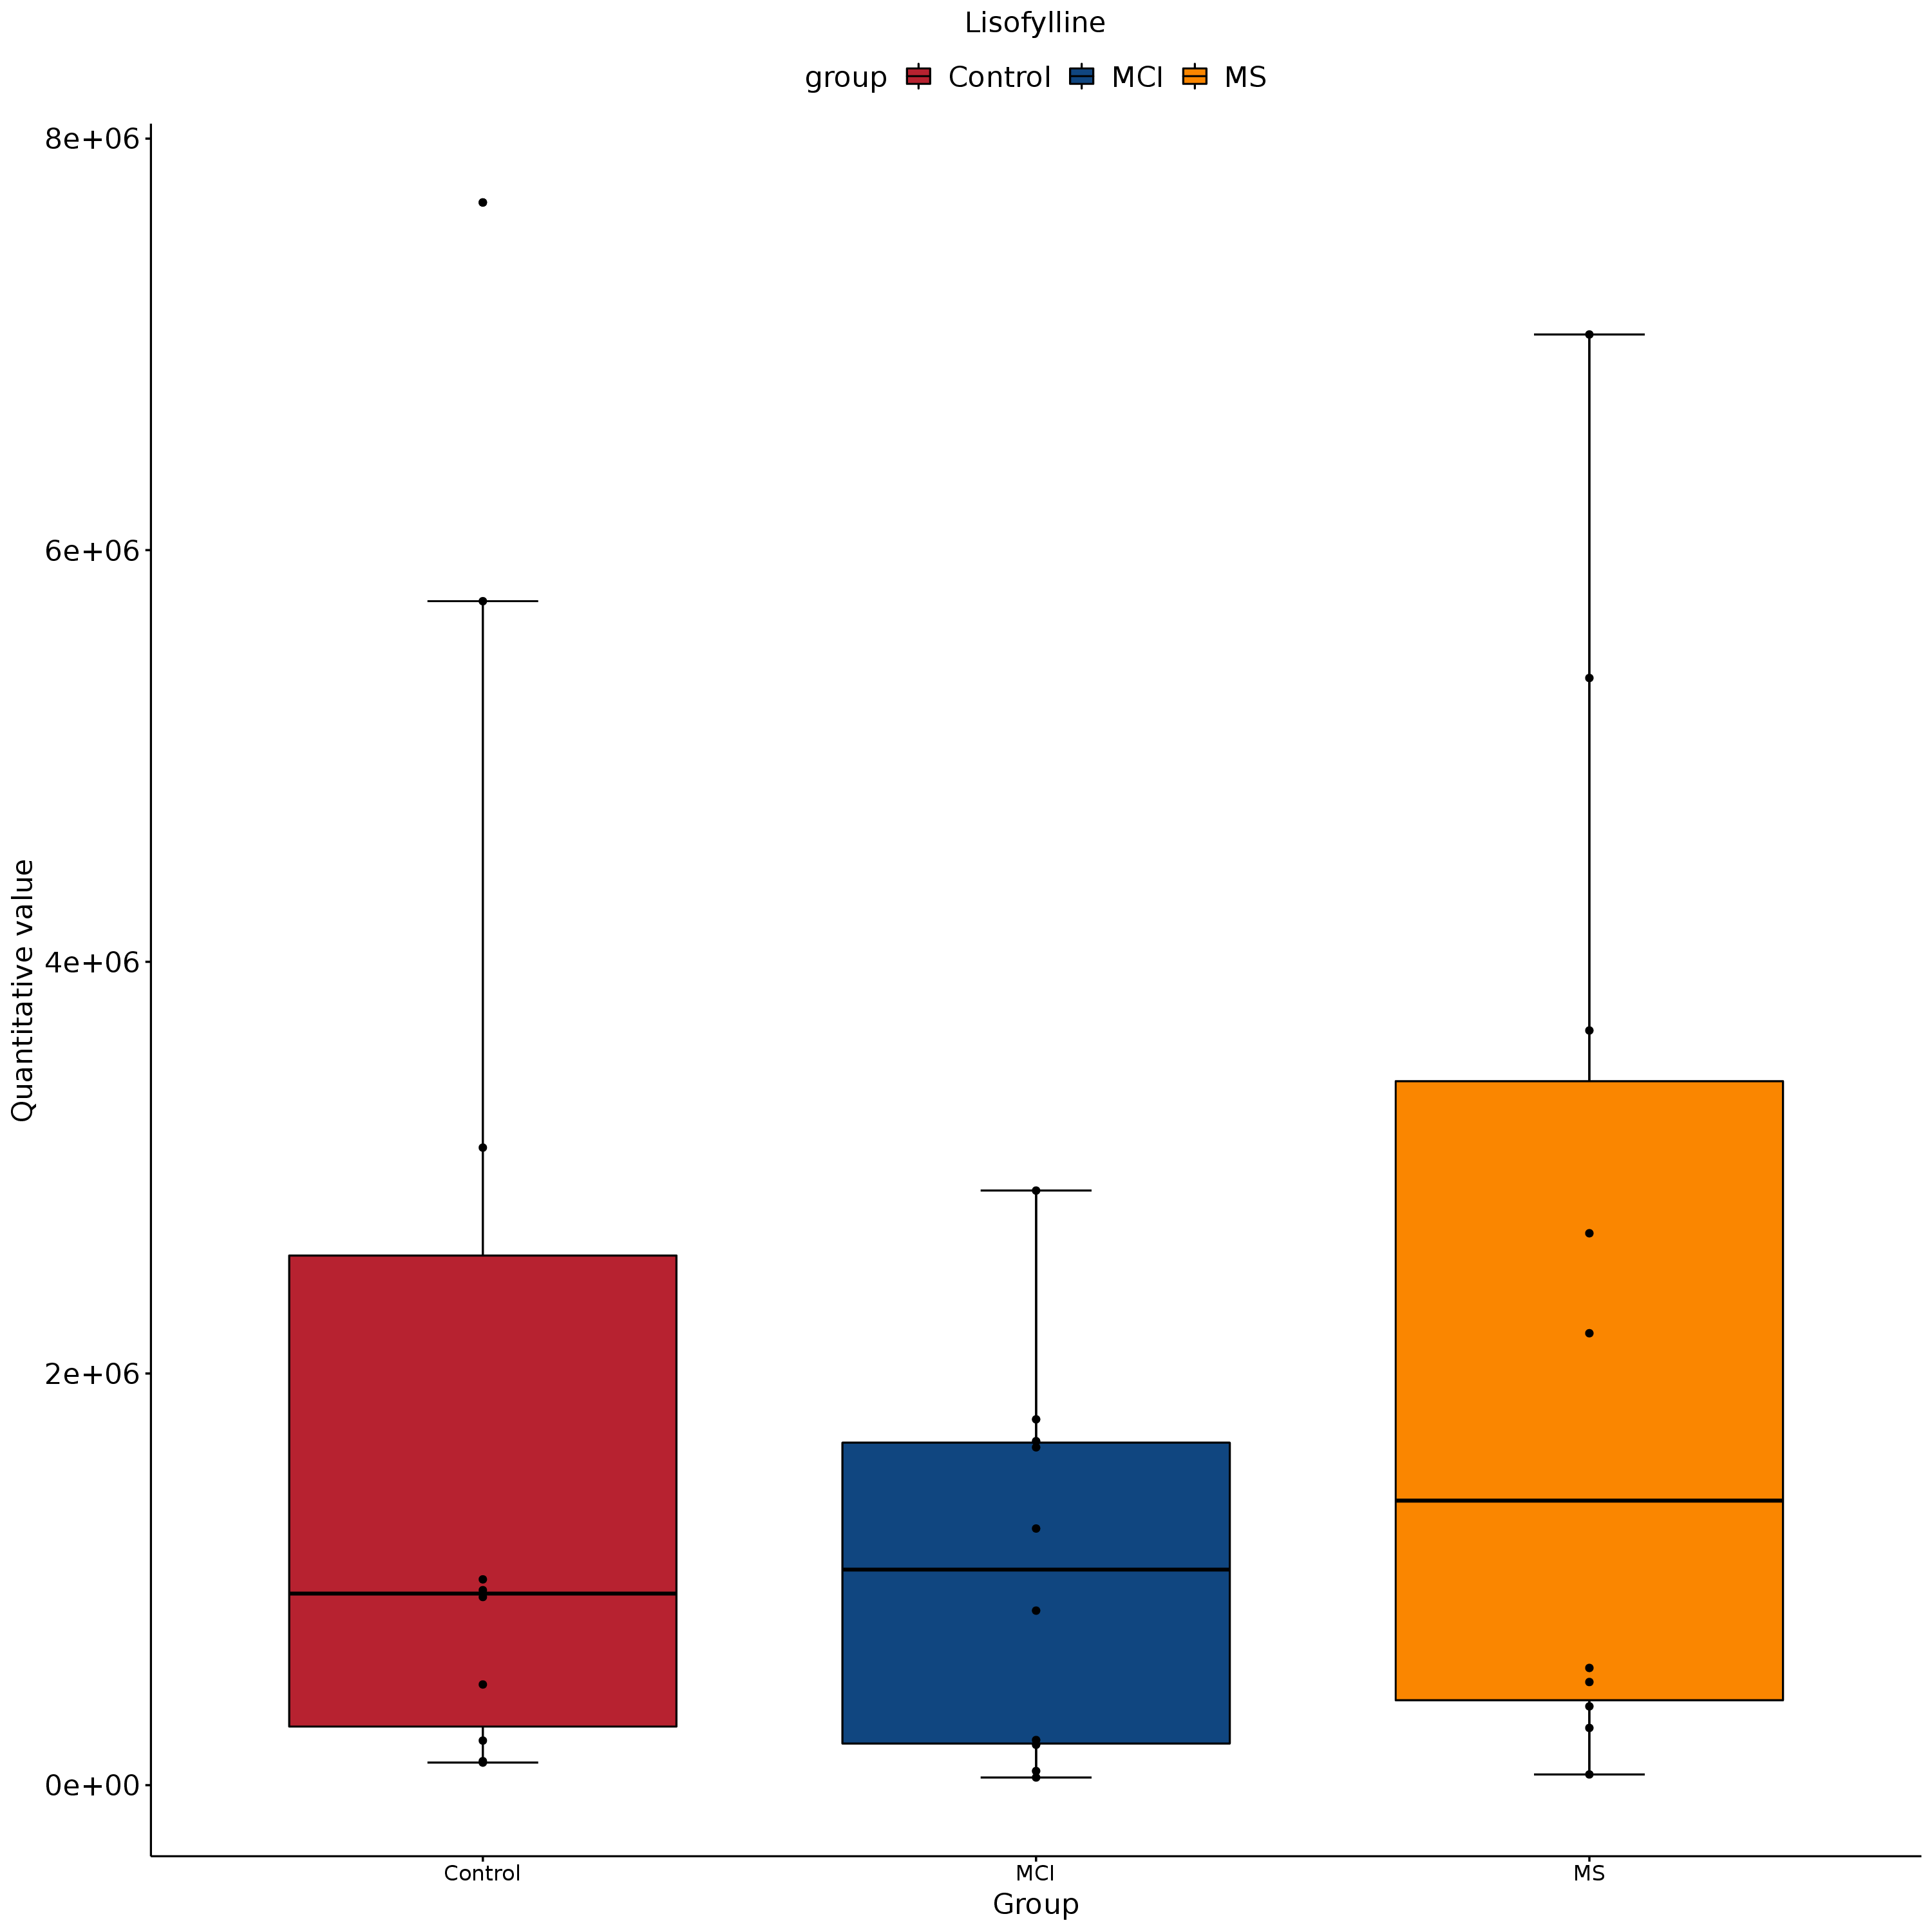 Lisofylline
group Control MCI MS
8e+06
6e+06
4e+06
2e+06
0e+00
Quantitative value
Control MCI MS
Group